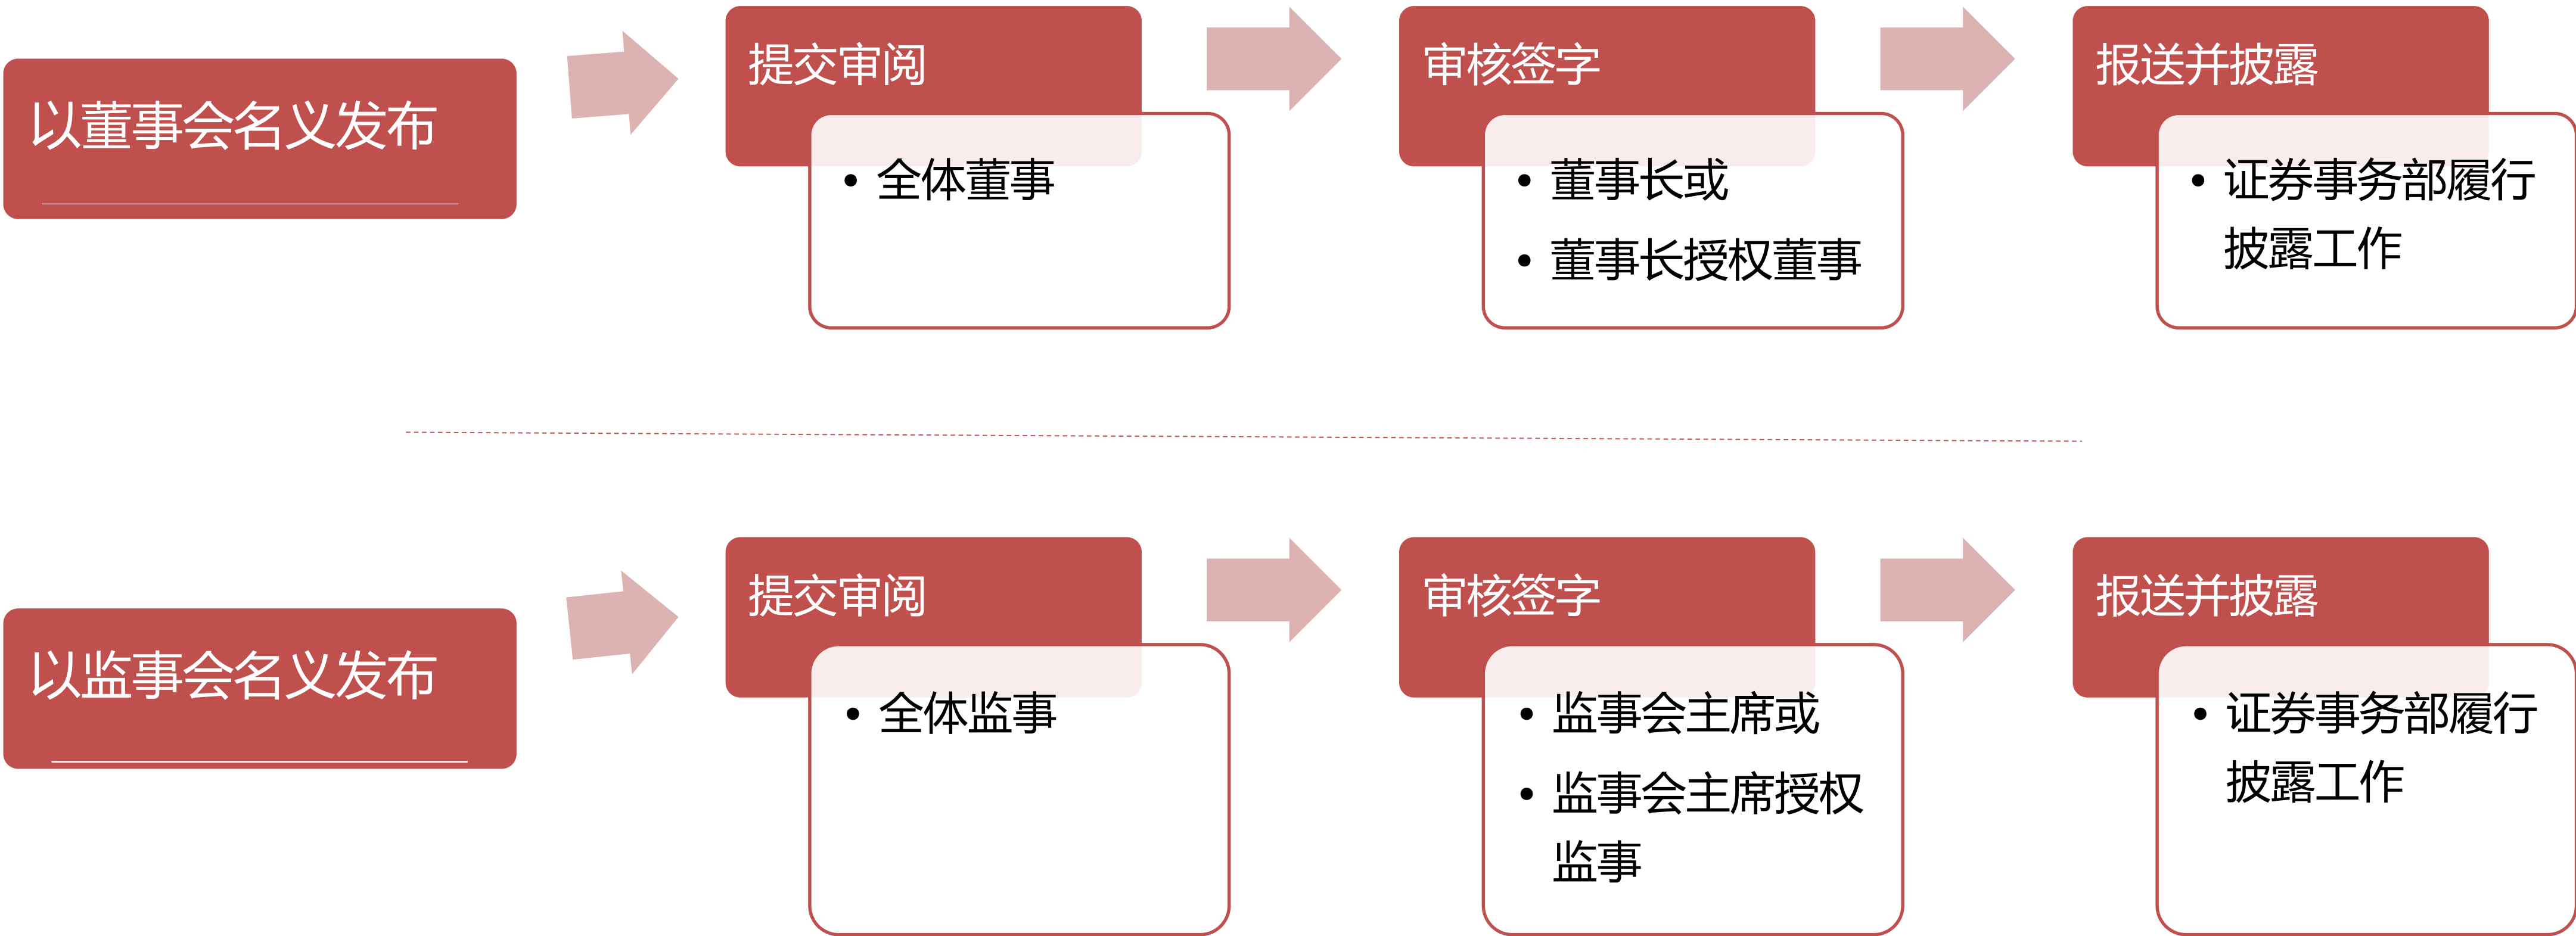 以董事会名义发布
提交审阅
• 全体董事
审核签字
• 董事长或
• 董事长授权董事
报送并披露
• 证券事务部履行
披露工作
以监事会名义发布
提交审阅
• 全体监事
审核签字
• 监事会主席或
• 监事会主席授权
监事
报送并披露
• 证券事务部履行
披露工作